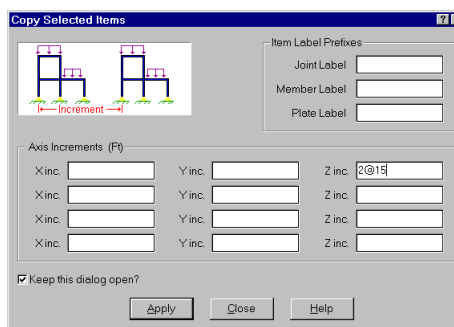 Copy Selected Items ?
Item Label Prefixes
Joint Label
Member Label
Plate Label
Increment
Axis Increments (Ft)
X inc. Y inc. Z inc. 2@15
X inc. Y inc. Z inc.
X inc. Y inc. Z inc.
X inc. Y inc. Z inc.
Keep this dialog open?
Apply Close Help